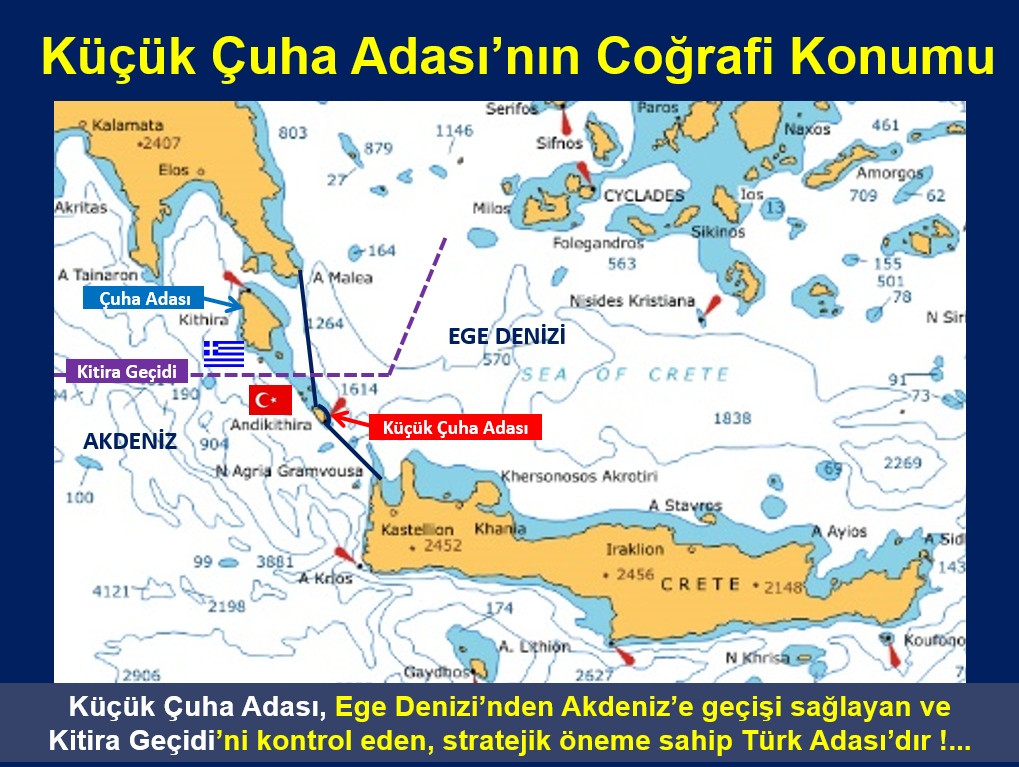 Küçük Çuha Adası’nın Coğrafi Konumu
Kalamata
2407
Elos
Akritas
A Tainaron
803
879
1146
27
164
A Malea
Serifos
Sifnos
Paros
Naxos
461
Amorgos
709
62
CYCLADES
Milos
Ios
13
Sikinos
Folegandros
563
155
501
78
Nisides Kristiana
N Siri
Çuha Adası
Kithira
1264
EGE DENİZİ
570
SEA OF CRETE
Kitira Geçidi
190
1614
91
73
Andikithira
Küçük Çuha Adası
1838
AKDENİZ
904
100
N Agria Gramvousa
Khersonosos Akrotiri
69
2269
A Stavros
A Ayios
A Sid
143
Kastellion
Khania
2452
Iraklion
2456
CRETE
2148
99
3881
A Krios
4121
2198
174
A. Lithion
Koufono
N Khrisa
Gaydhos
2906
2627
Küçük Çuha Adası, Ege Denizi’nden Akdeniz’e geçişi sağlayan ve
Kitira Geçidi’ni kontrol eden, stratejik öneme sahip Türk Adası’dır !...